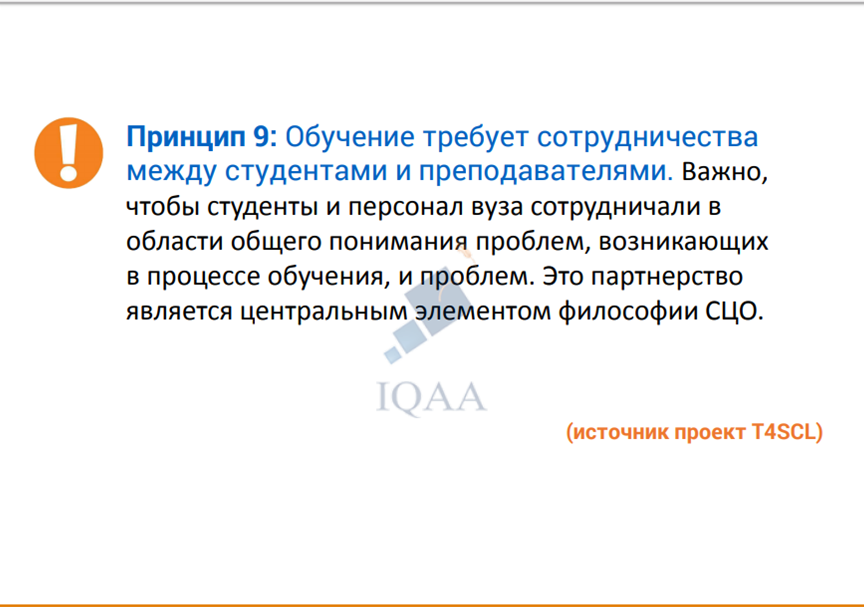 Принцип 9: Обучение требует сотрудничества
между студентами и преподавателями. Важно,
чтобы студенты и персонал вуза сотрудничали в
области общего понимания проблем, возникающих
в процессе обучения, и проблем. Это партнерство
является центральным элементом философии СЦО.
IQAA
(источник проект T4SCL)